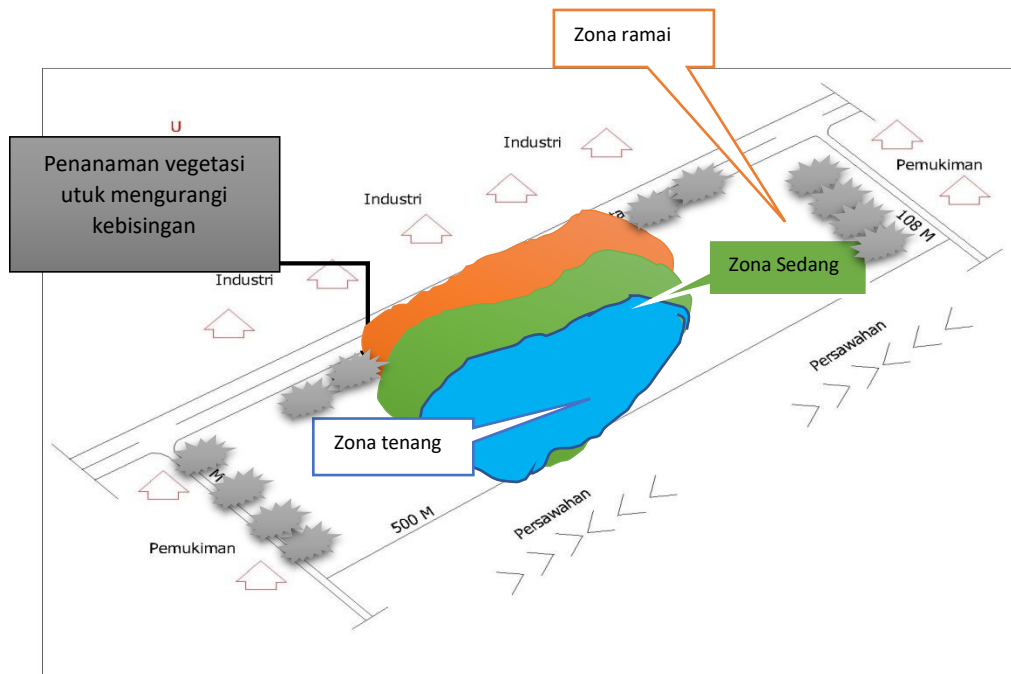 Zona ramai
U
Penanaman vegetasi
utuk mengurangi
kebisingan
Industri
Pemukiman
Industri
108 M
Zona Sedang
Industri
Persawahan
Zona tenang
M
500 M
Persawahan
Pemukiman